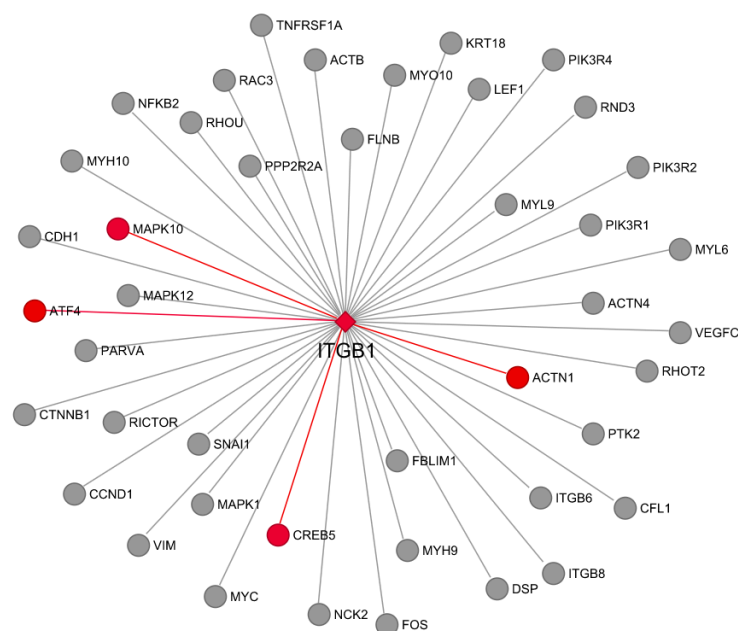 TNFRSF1A
KRT18
ACTB
PIK3R4
MYO10
RAC3
LEF1
NFKB2
RND3
RHOU
FLNB
MYH10
PPP2R2A
PIK3R2
MYL9
PIK3R1
MAPK10
CDH1
MYL6
MAPK12
ACTN4
ATF4
VEGFC
ITGB1
PARVA
RHOT2
ACTN1
CTNNB1
RICTOR
PTK2
SNAI1
FBLIM1
CCND1
ITGB6
MAPK1
CFL1
CREB5
VIM
MYH9
ITGB8
DSP
MYC
NCK2
FOS